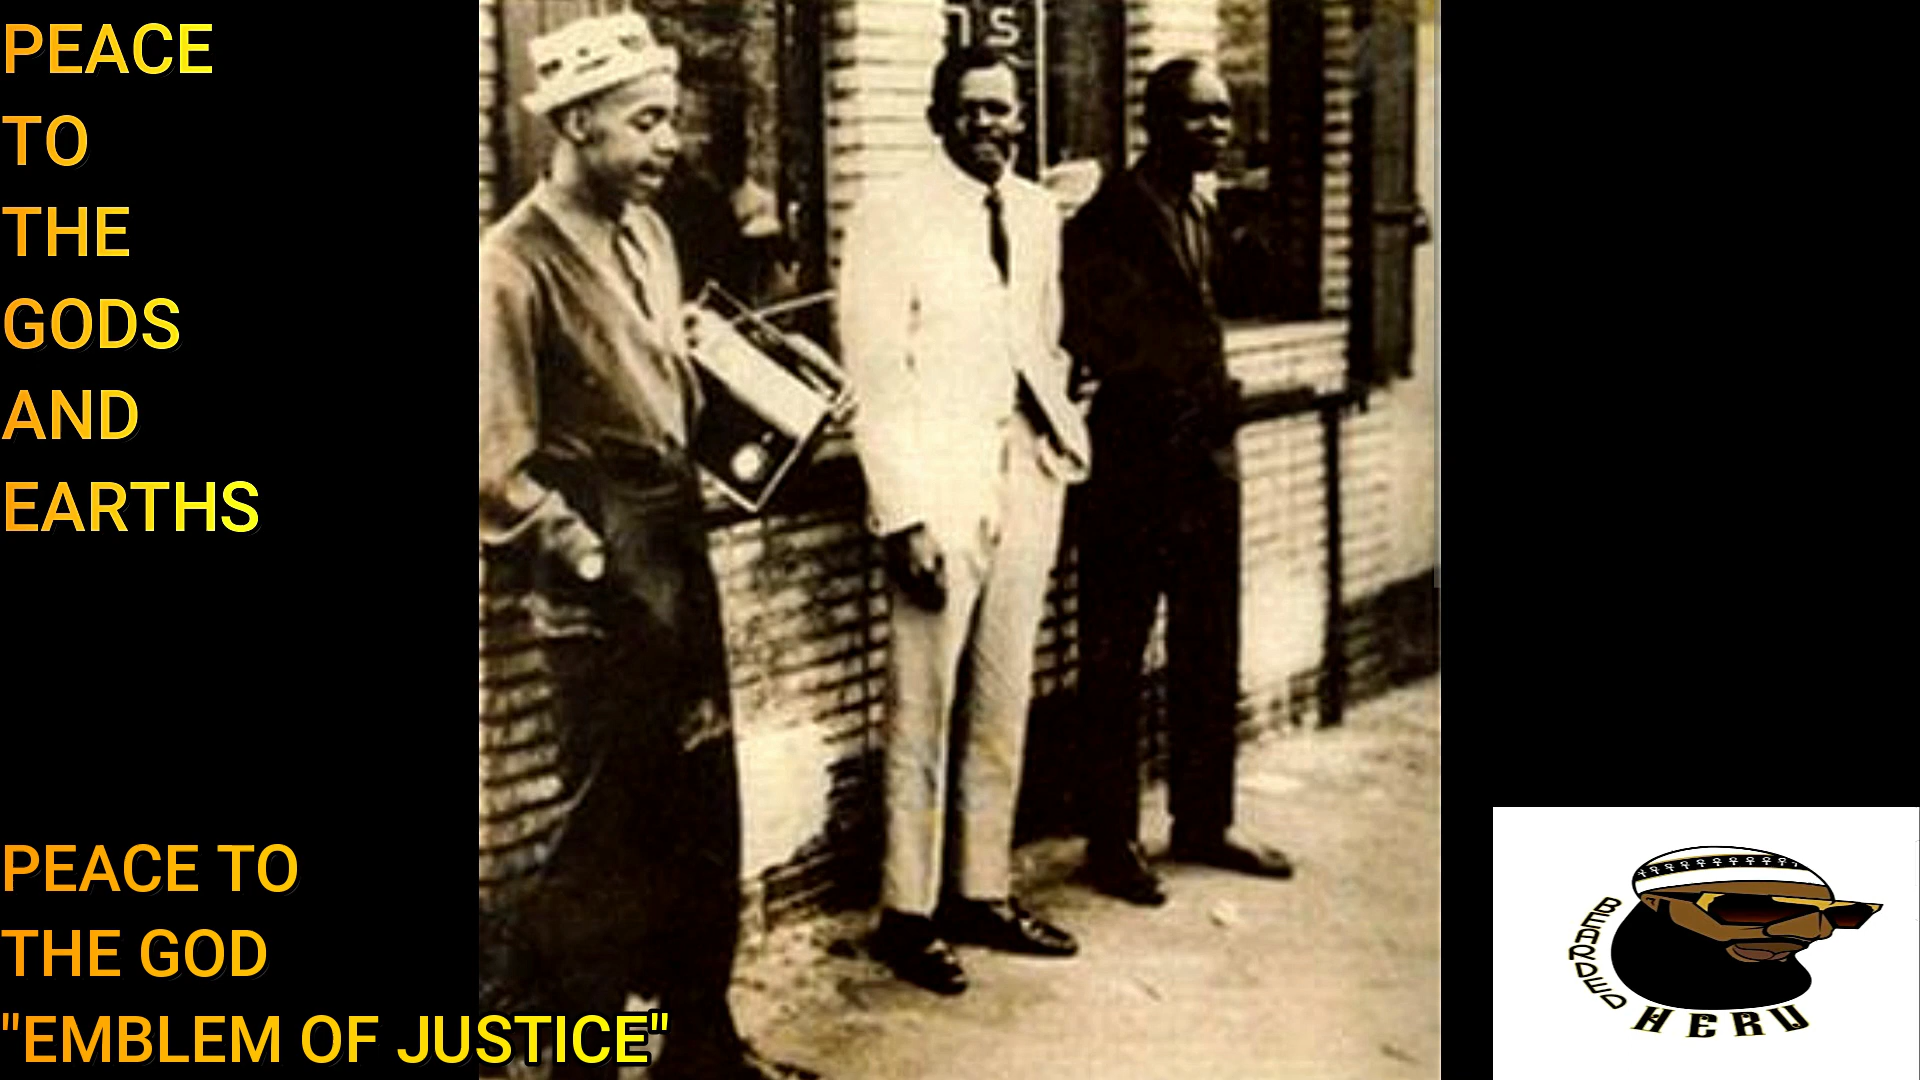 PEACE
TO
THE
GODS
AND
EARTHS
PEACE TO
THE GOD
"EMBLEM OF JUSTICE"
BEARDED
HERU